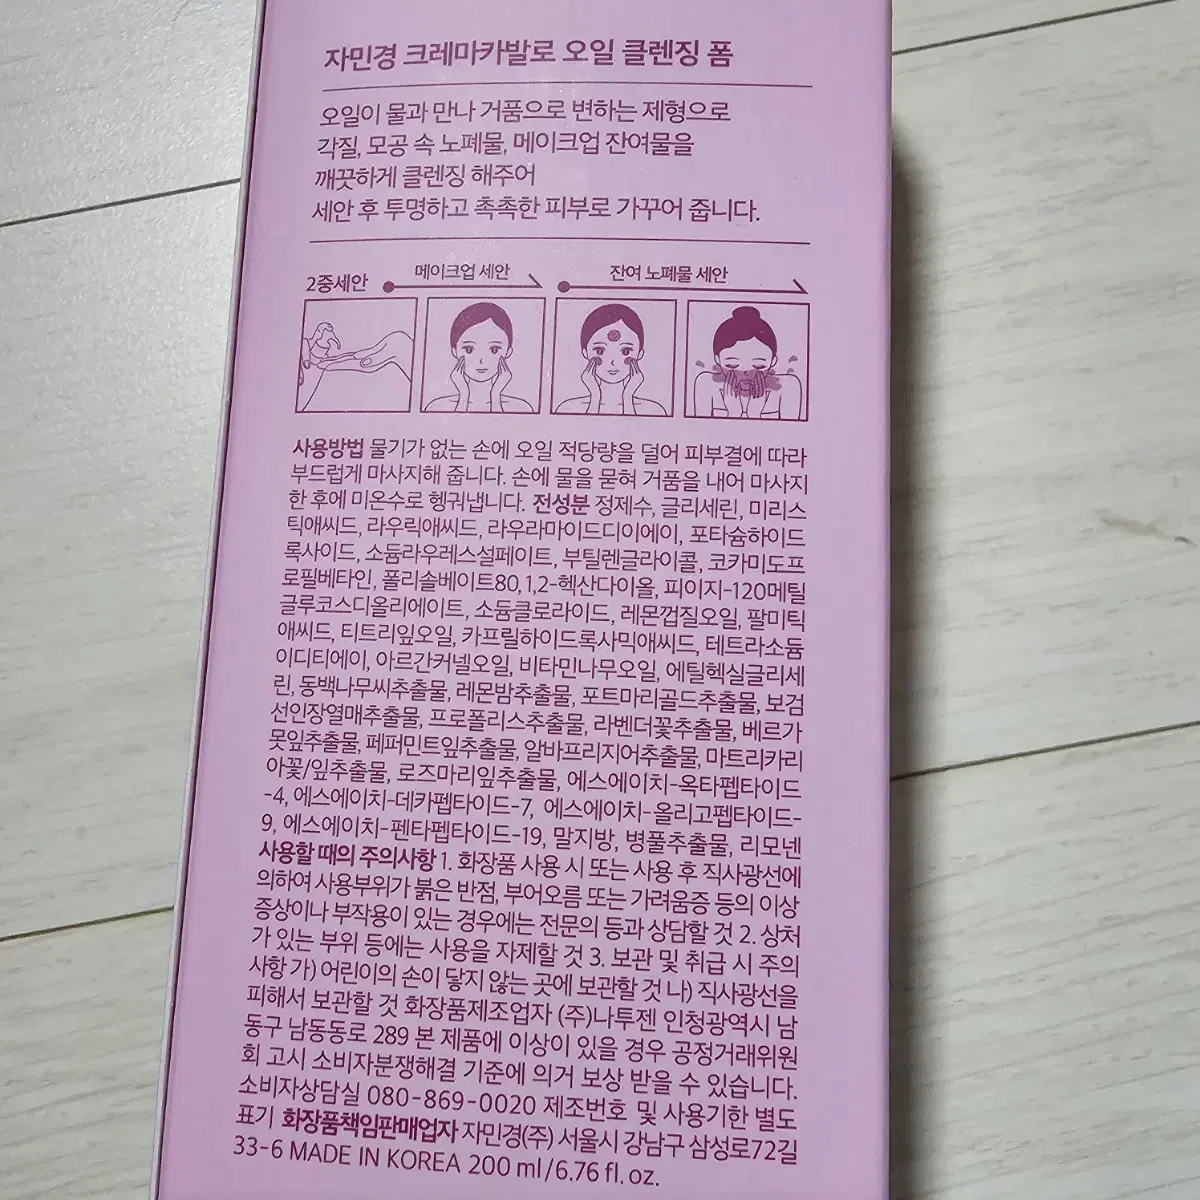 자민경 크레마카발로 오일 클렌징 폼
오일이 물과 만나 거품으로 변하는 제형으로
각질, 모공 속 노폐물, 메이크업 잔여물을
깨끗하게 클렌징 해주어
세안 후 투명하고 촉촉한 피부로 가꾸어 줍니다.
2중세안 메이크업 세안 잔여 노폐물 세안
사용방법 물기가 없는 손에 오일 적당량을 덜어 피부결에 따라
부드럽게 마사지해 줍니다. 손에 물을 묻혀 거품을 내어 마사지
한 후에 미온수로 헹궈냅니다. 전성분 정제수, 글리세린, 미리스
틱애씨드, 라우릭애씨드, 라우라마이드디이에이, 포타슘하이드
록사이드, 소듐라우레스설페이트, 부틸렌글라이콜, 코카미도프
로필베타인, 폴리솔베이트80, 1,2-헥산다이올, 피이지-120메틸
글루코스디올리에이트, 소듐클로라이드, 레몬껍질오일, 팔미틱
애씨드, 티트리잎오일, 카프릴하이드록사믹애씨드, 테트라소듐
이디티에이, 아르간커넬오일, 비타민나무오일, 에틸헥실글리세
린, 동백나무씨추출물, 레몬밤추출물, 포트마리골드추출물, 보검
선인장열매추출물, 프로폴리스추출물, 라벤더꽃추출물, 베르가
못잎추출물, 페퍼민트잎추출물, 알바프리지어추출물, 마트리카리
아꽃/잎추출물, 로즈마리잎추출물, 에스에이치-옥타펩타이드
-4, 에스에이치-데카펩타이드-7, 에스에이치-올리고펩타이드-
9, 에스에이치-펜타펩타이드-19, 말지방, 병풀추출물, 리모넨
사용할 때의 주의사항 1. 화장품 사용 시 또는 사용 후 직사광선에
의하여 사용부위가 붉은 반점, 부어오름 또는 가려움증 등의 이상
증상이나 부작용이 있는 경우에는 전문의 등과 상담할 것 2. 상처
가 있는 부위 등에는 사용을 자제할 것 3. 보관 및 취급 시 주의
사항 가) 어린이의 손이 닿지 않는 곳에 보관할 것 나) 직사광선을
피해서 보관할 것 화장품제조업자 (주)나투젠 인청광역시 남
동구 남동동로 289 본 제품에 이상이 있을 경우 공정거래위원
회 고시 소비자분쟁해결 기준에 의거 보상 받을 수 있습니다.
소비자상담실 080-869-0020 제조번호 및 사용기한 별도
표기 화장품책임판매업자 자민경(주) 서울시 강남구 삼성로72길
33-6 MADE IN KOREA 200 ml/6.76 fl. oz.